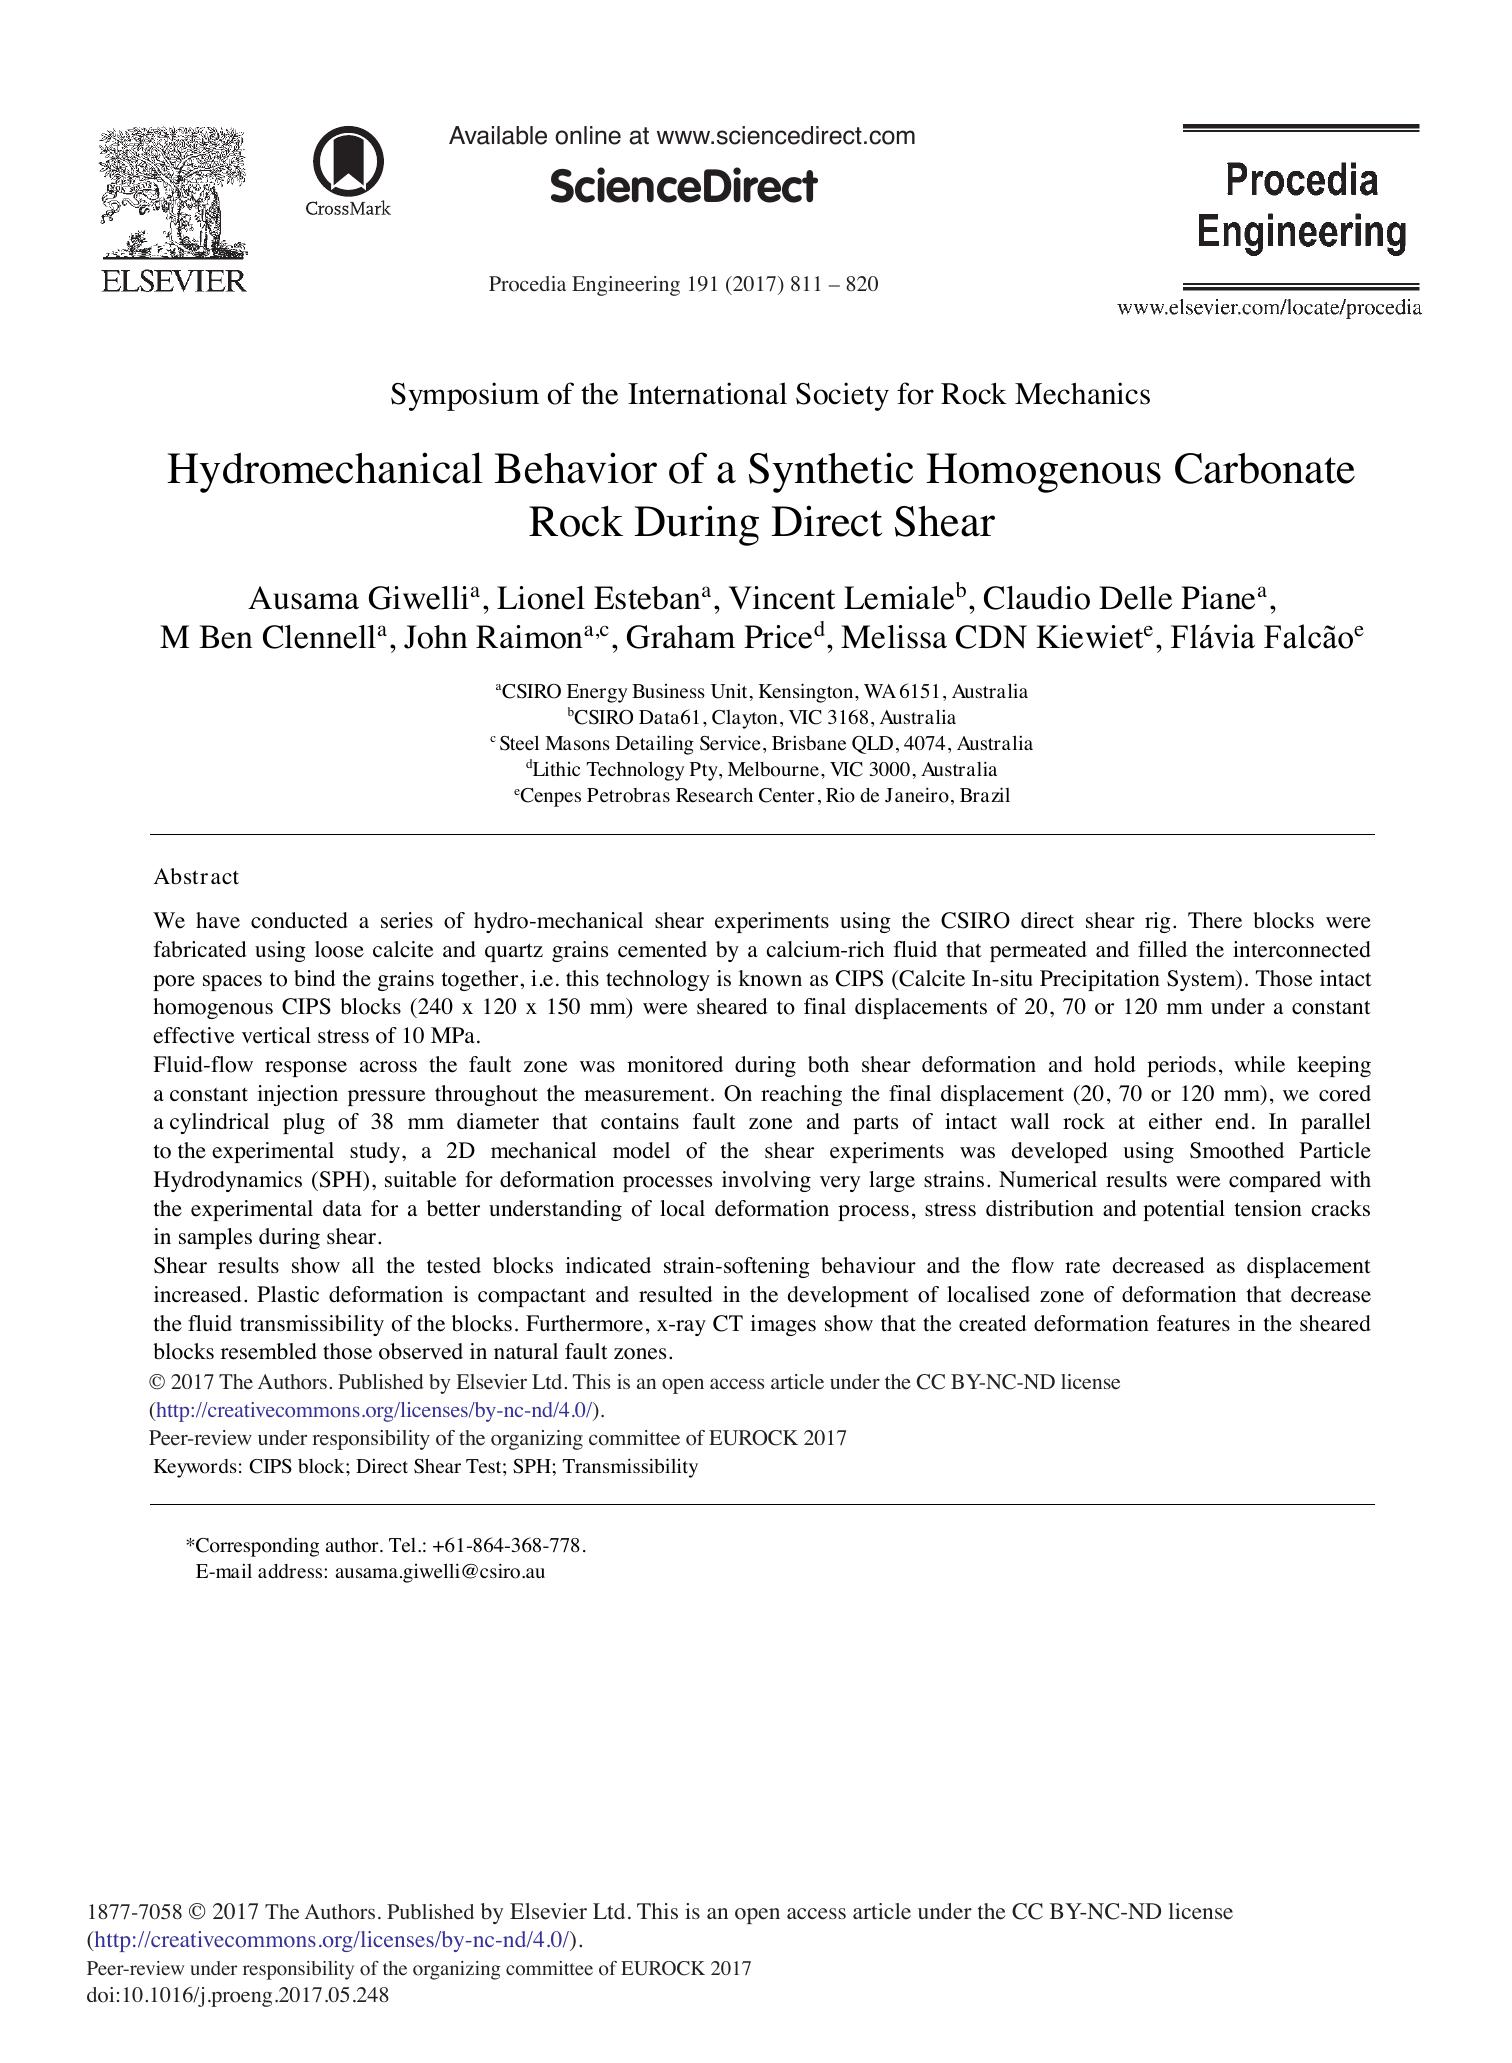 ELSEVIER
CrossMark
Available online at www.sciencedirect.com
ScienceDirect
Procedia Engineering 191 (2017) 811 – 820
Procedia
Engineering
www.elsevier.com/locate/procedia
Symposium of the International Society for Rock Mechanics
Hydromechanical Behavior of a Synthetic Homogenous Carbonate
Rock During Direct Shear
Ausama Giwelliᵃ, Lionel Estebanᵃ, Vincent Lemialeᵇ, Claudio Delle Pianeᵃ,
M Ben Clennellᵃ, John Raimonᵃ,ᶜ, Graham Priceᵈ, Melissa CDN Kiewietᵉ, Flávia Falcãoᵉ
ᵃCSIRO Energy Business Unit, Kensington, WA 6151, Australia
ᵇCSIRO Data61, Clayton, VIC 3168, Australia
ᶜ Steel Masons Detailing Service, Brisbane QLD, 4074, Australia
ᵈLithic Technology Pty, Melbourne, VIC 3000, Australia
ᵉCenpes Petrobras Research Center, Rio de Janeiro, Brazil
Abstract
We have conducted a series of hydro-mechanical shear experiments using the CSIRO direct shear rig. There blocks were
fabricated using loose calcite and quartz grains cemented by a calcium-rich fluid that permeated and filled the interconnected
pore spaces to bind the grains together, i.e. this technology is known as CIPS (Calcite In-situ Precipitation System). Those intact
homogenous CIPS blocks (240 x 120 x 150 mm) were sheared to final displacements of 20, 70 or 120 mm under a constant
effective vertical stress of 10 MPa.
Fluid-flow response across the fault zone was monitored during both shear deformation and hold periods, while keeping
a constant injection pressure throughout the measurement. On reaching the final displacement (20, 70 or 120 mm), we cored
a cylindrical plug of 38 mm diameter that contains fault zone and parts of intact wall rock at either end. In parallel
to the experimental study, a 2D mechanical model of the shear experiments was developed using Smoothed Particle
Hydrodynamics (SPH), suitable for deformation processes involving very large strains. Numerical results were compared with
the experimental data for a better understanding of local deformation process, stress distribution and potential tension cracks
in samples during shear.
Shear results show all the tested blocks indicated strain-softening behaviour and the flow rate decreased as displacement
increased. Plastic deformation is compactant and resulted in the development of localised zone of deformation that decrease
the fluid transmissibility of the blocks. Furthermore, x-ray CT images show that the created deformation features in the sheared
blocks resembled those observed in natural fault zones.
© 2017 The Authors. Published by Elsevier Ltd. This is an open access article under the CC BY-NC-ND license
(http://creativecommons.org/licenses/by-nc-nd/4.0/).
Peer-review under responsibility of the organizing committee of EUROCK 2017
Keywords: CIPS block; Direct Shear Test; SPH; Transmissibility
*Corresponding author. Tel.: +61-864-368-778.
E-mail address: ausama.giwelli@csiro.au
1877-7058 © 2017 The Authors. Published by Elsevier Ltd. This is an open access article under the CC BY-NC-ND license
(http://creativecommons.org/licenses/by-nc-nd/4.0/).
Peer-review under responsibility of the organizing committee of EUROCK 2017
doi:10.1016/j.proeng.2017.05.248